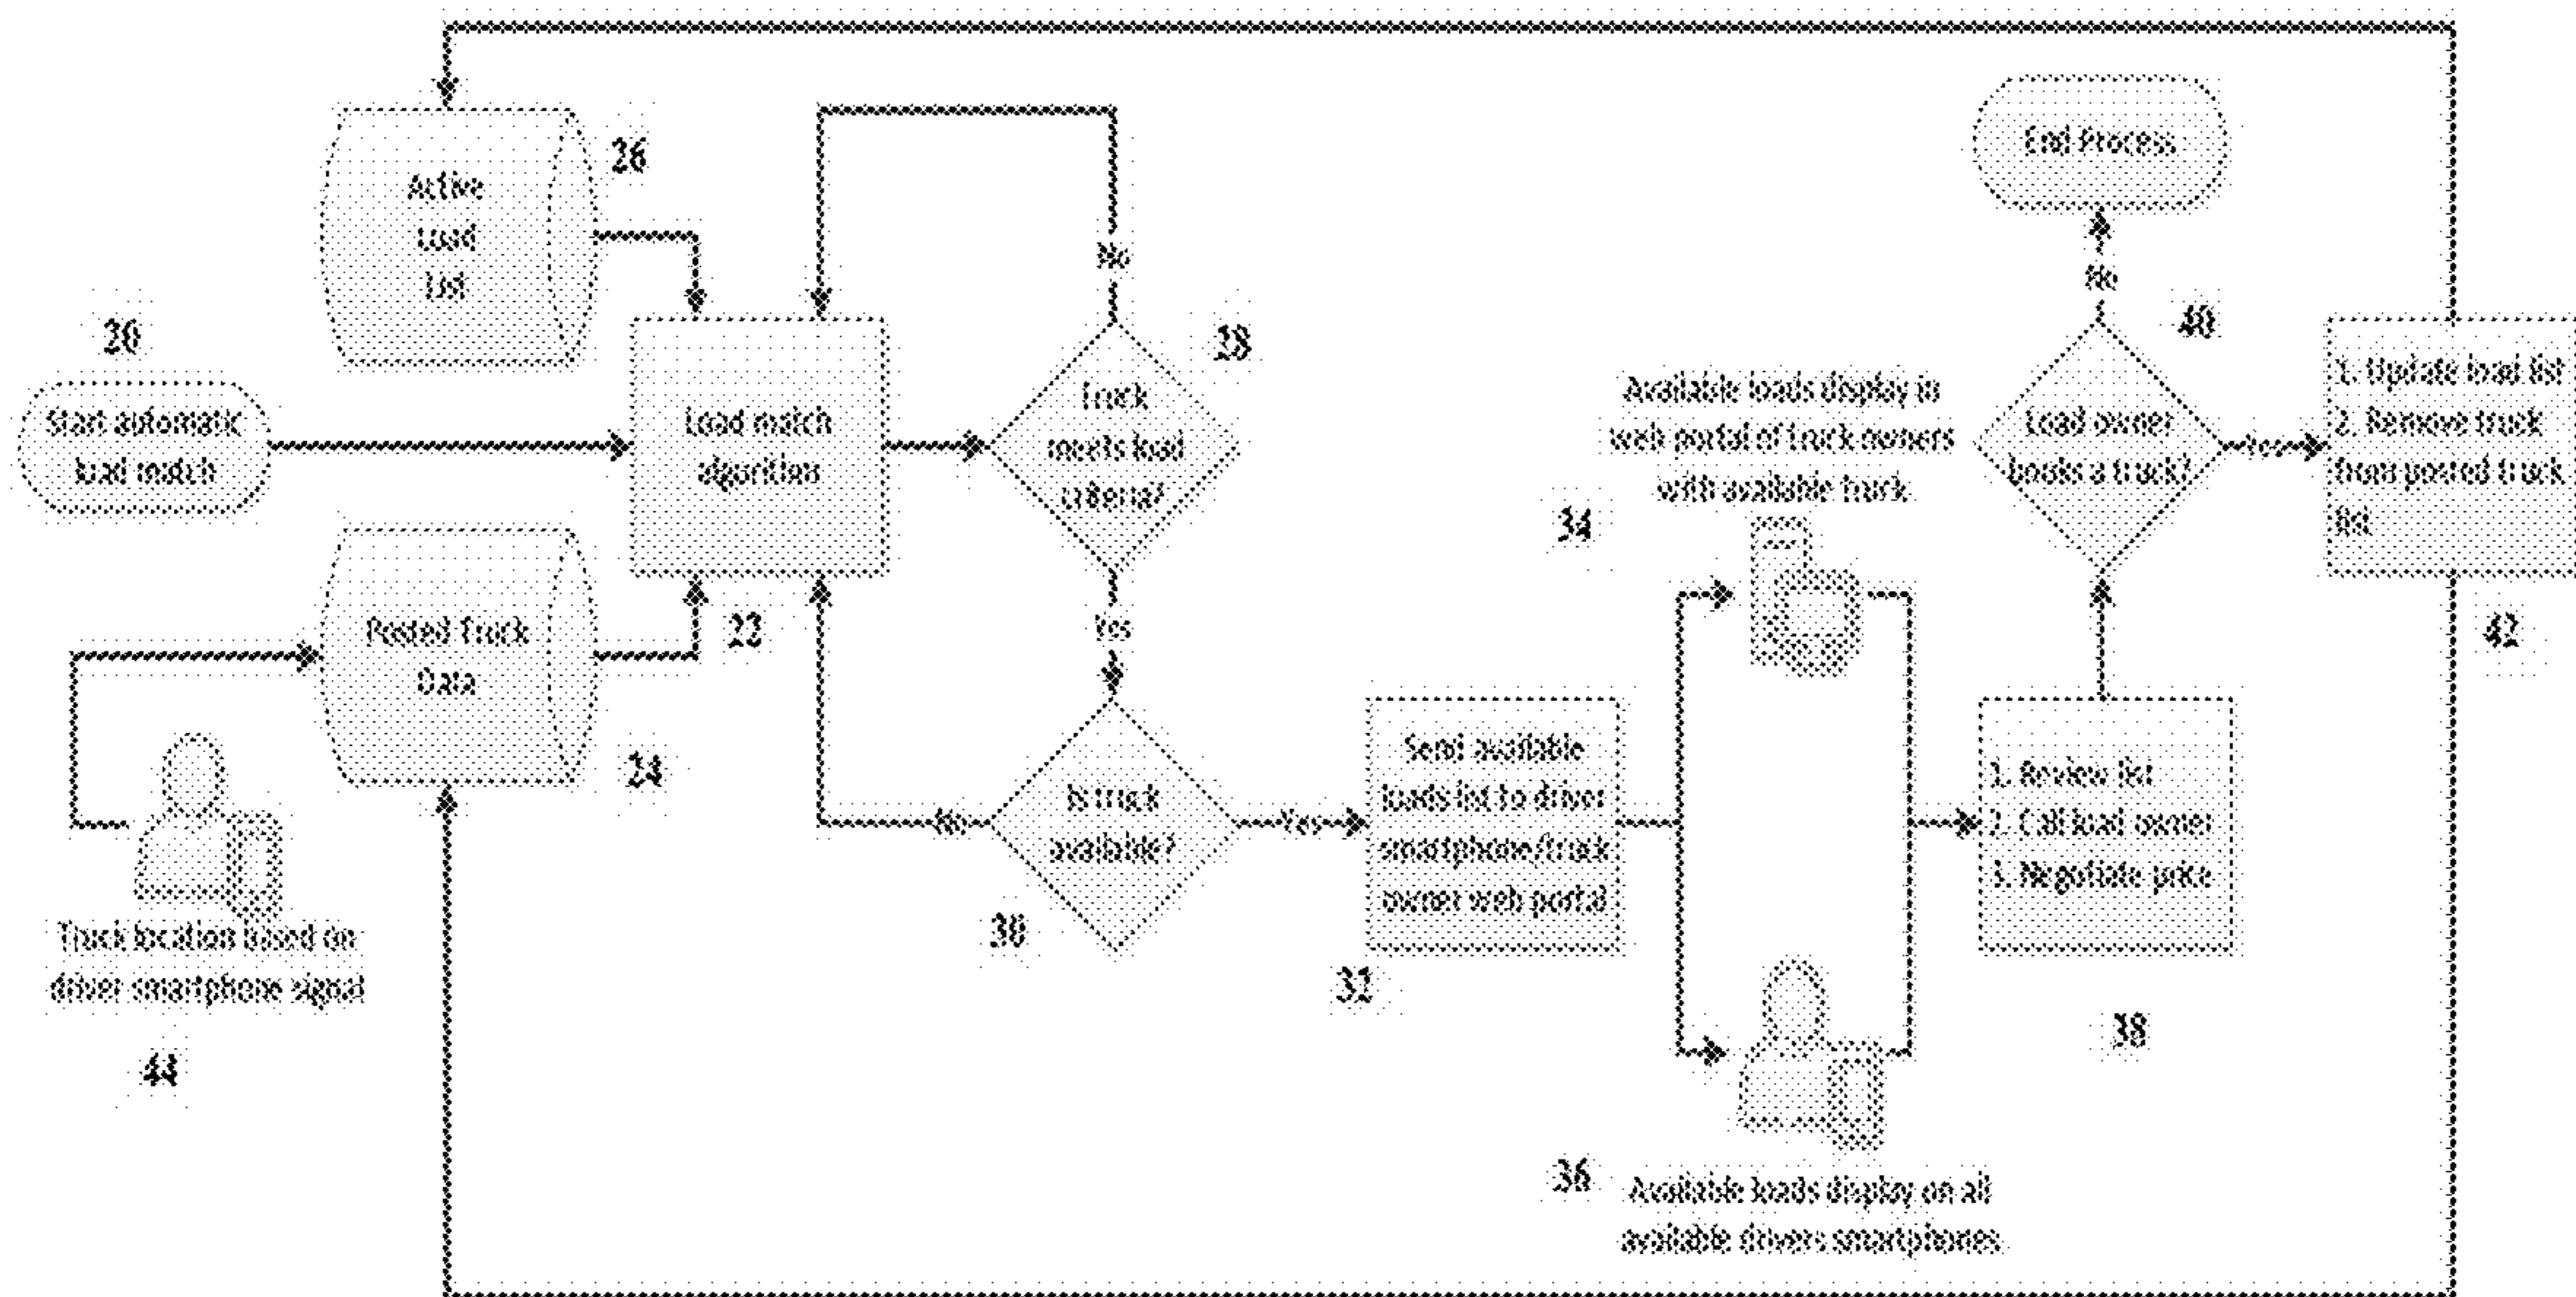 26
Active
Load
List
20
Start automatic
load match
Load match
algorition
22
No
Truck
meets load
criteria?
28
Yes
Posted Truck
Data
24
Truck location based on
driver smartphone signal
44
Is truck
available?
No
Yes
30
Send available
loads list to driver
smartphone/truck
owner web portal
32
Available loads display in
web portal of truck owners
with available truck
34
36
Available loads display on all
available drivers smartphones
1. Review list
2. Call load owner
3. Negotiate price
38
End Process
No
40
Load owner
books a truck?
Yes
1. Update load list
2. Remove truck
from posted truck
list
42